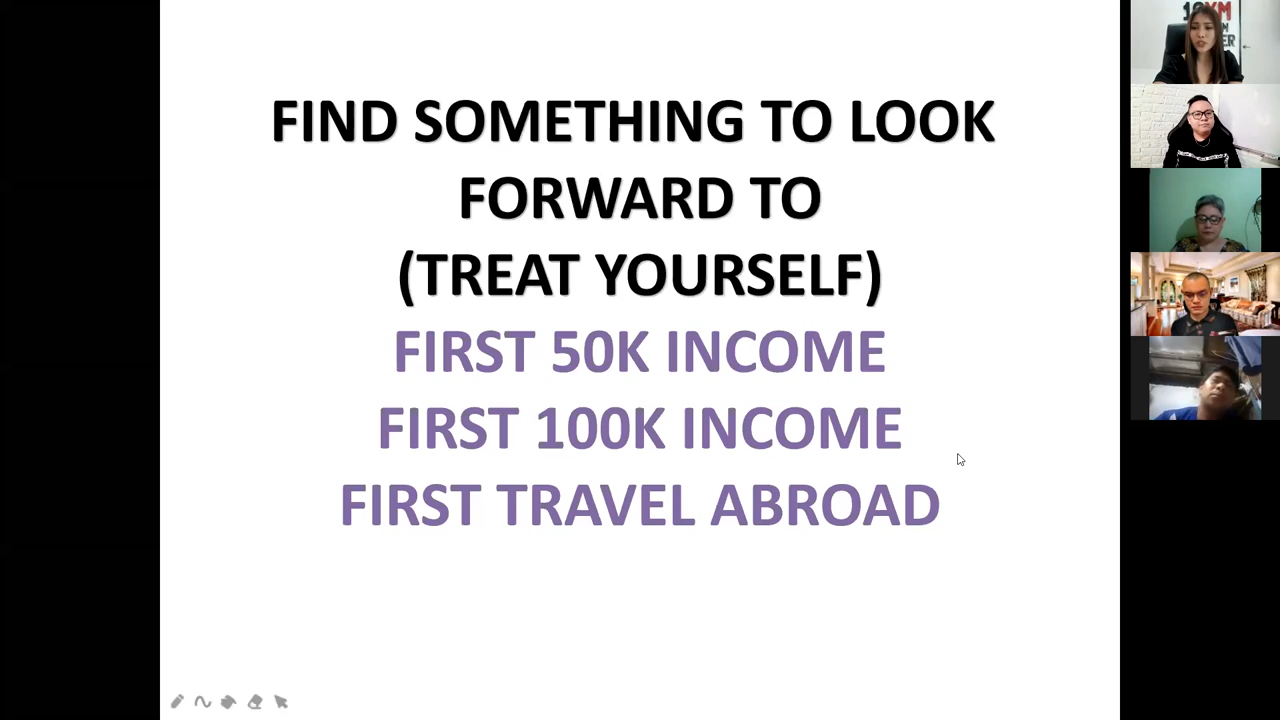 FIND SOMETHING TO LOOK
FORWARD TO
(TREAT YOURSELF)
FIRST 50K INCOME
FIRST 100K INCOME
FIRST TRAVEL ABROAD